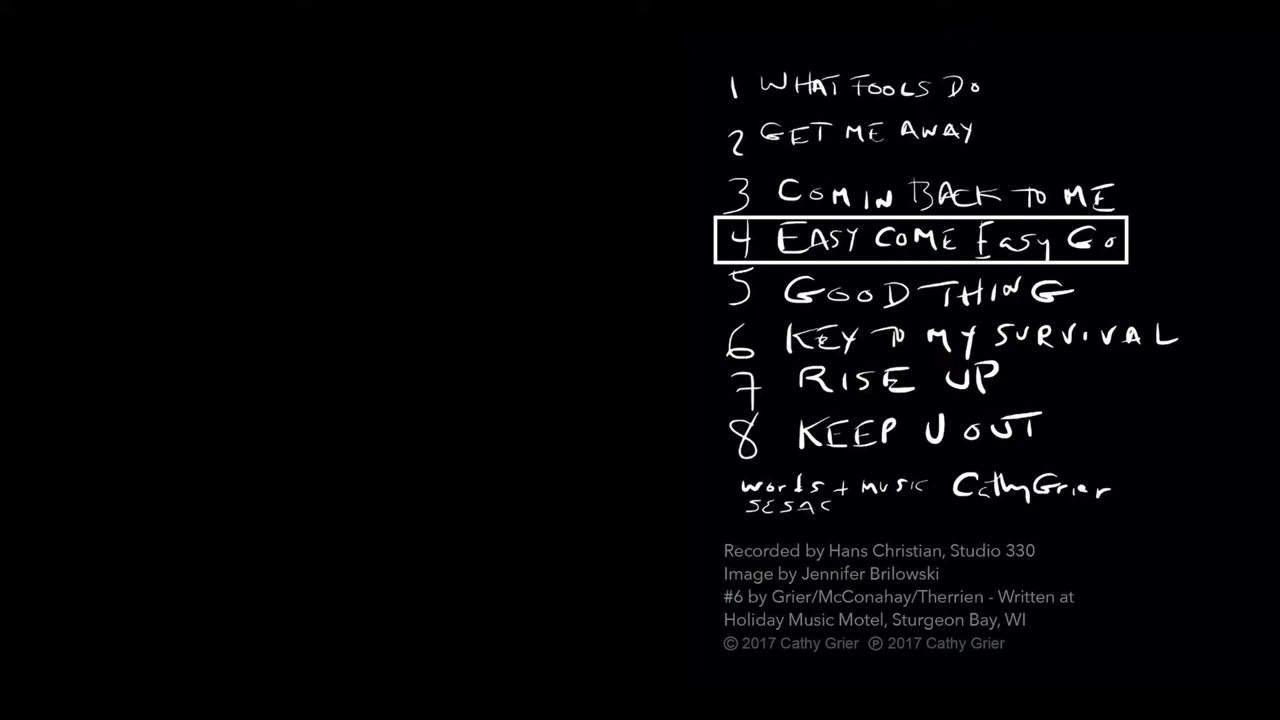 1 WHAT FOOLS DO
2 GET ME AWAY
3 COMIN BACK TO ME
4 EASY COME Easy Go
5 GOOD THING
6 KEY TO MY SURVIVAL
7 RISE UP
8 KEEP U OUT
words + MUSIC Cathy Grier
SESAC
Recorded by Hans Christian, Studio 330
Image by Jennifer Brilowski
#6 by Grier/McConahay/Therrien - Written at
Holiday Music Motel, Sturgeon Bay, WI
© 2017 Cathy Grier ℗ 2017 Cathy Grier